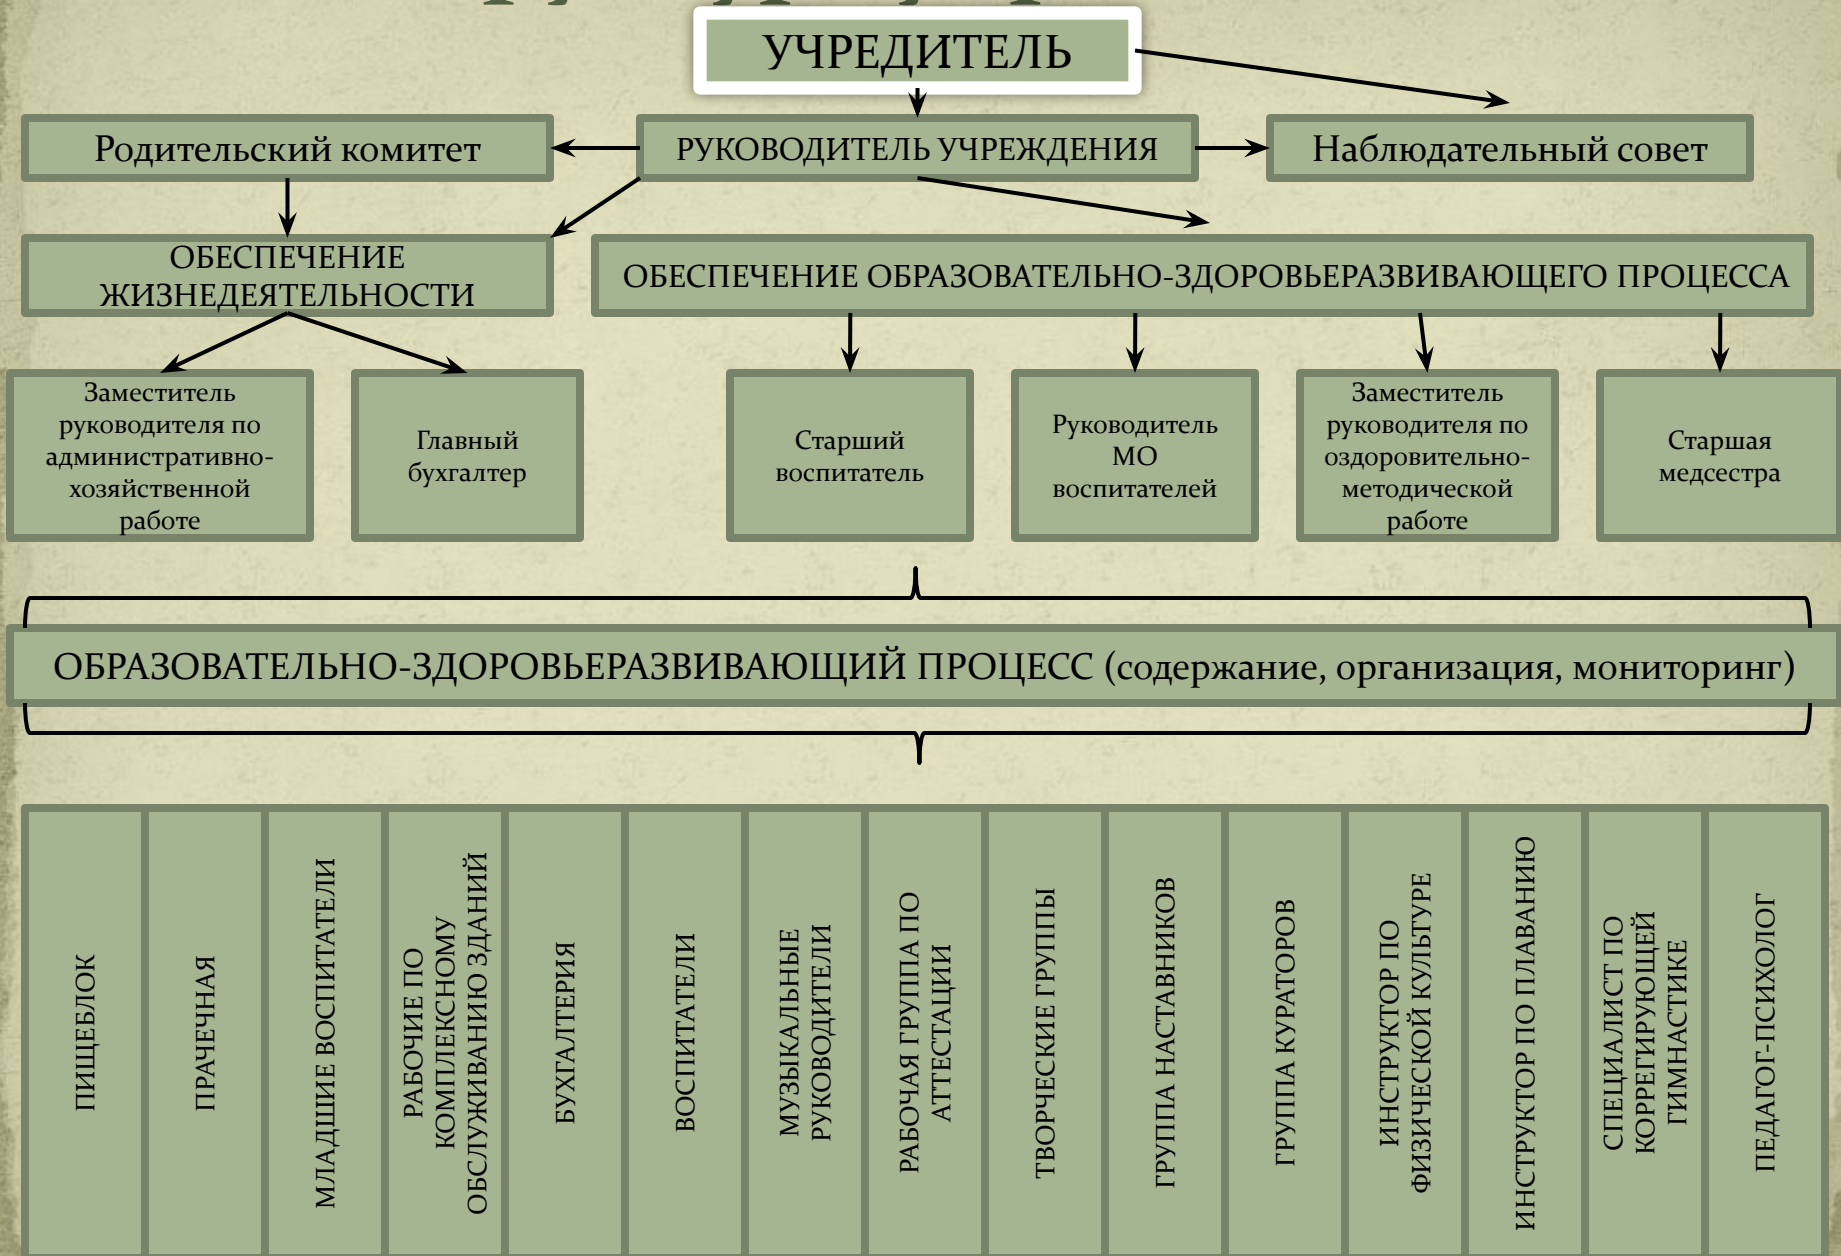 УЧРЕДИТЕЛЬ
Родительский комитет
РУКОВОДИТЕЛЬ УЧРЕЖДЕНИЯ
Наблюдательный совет
ОБЕСПЕЧЕНИЕ
ЖИЗНЕДЕЯТЕЛЬНОСТИ
ОБЕСПЕЧЕНИЕ ОБРАЗОВАТЕЛЬНО-ЗДОРОВЬЕРАЗВИВАЮЩЕГО ПРОЦЕССА
Заместитель
руководителя по
административно-
хозяйственной
работе
Главный
бухгалтер
Старший
воспитатель
Руководитель
МО
воспитателей
Заместитель
руководителя по
оздоровительно-
методической
работе
Старшая
медсестра
ОБРАЗОВАТЕЛЬНО-ЗДОРОВЬЕРАЗВИВАЮЩИЙ ПРОЦЕСС (содержание, организация, мониторинг)
ПИЩЕБЛОК
ПРАЧЕЧНАЯ
МЛАДШИЕ ВОСПИТАТЕЛИ
РАБОЧИЕ ПО
КОМПЛЕКСНОМУ
ОБСЛУЖИВАНИЮ ЗДАНИЙ
БУХГАЛТЕРИЯ
ВОСПИТАТЕЛИ
МУЗЫКАЛЬНЫЕ
РУКОВОДИТЕЛИ
РАБОЧАЯ ГРУППА ПО
АТТЕСТАЦИИ
ТВОРЧЕСКИЕ ГРУППЫ
ГРУППА НАСТАВНИКОВ
ГРУППА КУРАТОРОВ
ИНСТРУКТОР ПО
ФИЗИЧЕСКОЙ КУЛЬТУРЕ
ИНСТРУКТОР ПО ПЛАВАНИЮ
СПЕЦИАЛИСТ ПО
КОРРЕГИРУЮЩЕЙ
ГИМНАСТИКЕ
ПЕДАГОГ-ПСИХОЛОГ